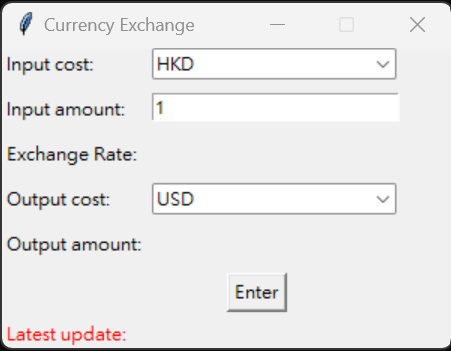 Currency Exchange
Input cost: HKD
Input amount: 1
Exchange Rate:
Output cost: USD
Output amount:
Enter
Latest update: